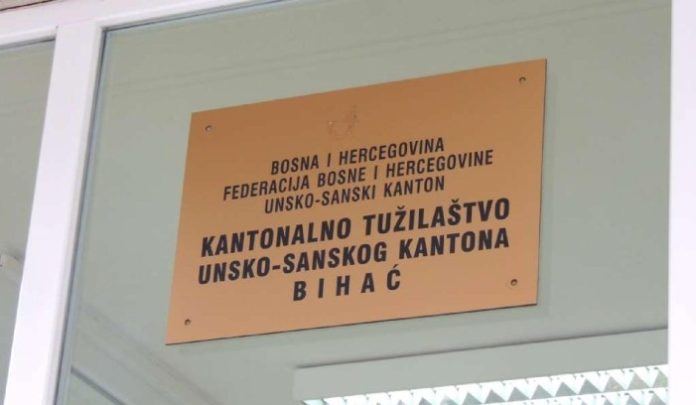 BOSNA I HERCEGOVINA
FEDERACIJA BOSNE I HERCEGOVINE
UNSKO-SANSKI KANTON
KANTONALNO TUŽILAŠTVO
UNSKO-SANSKOG KANTONA
BIHAĆ